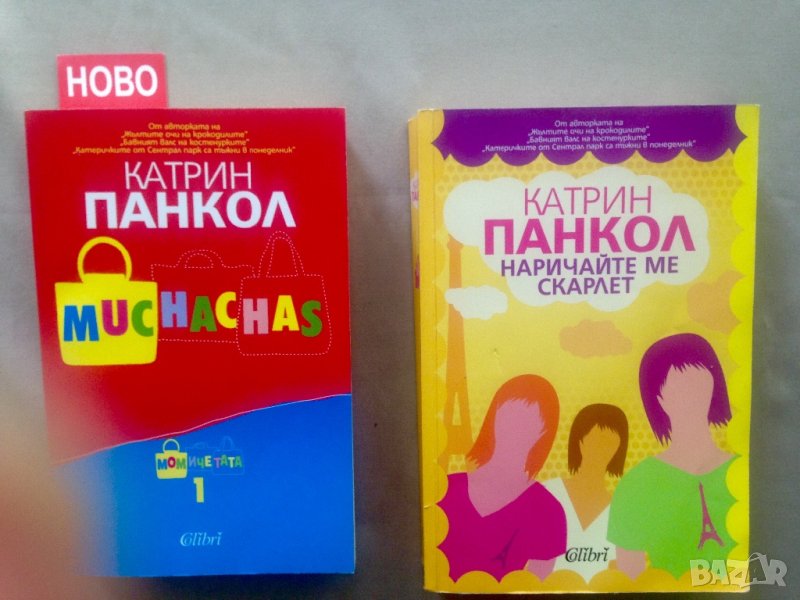 НОВО
От авторката на
„Жълтите очи на крокодилите“
„Бавният валс на костенурките“
„Катеричките от Сентрал парк са тъжни в понеделник“
КАТРИН
ПАНКОЛ
MUCHACHAS
МОМИЧЕТАТА
1
Colibri
От авторката на
„Жълтите очи на крокодилите“
„Бавният валс на костенурките“
„Катеричките от Сентрал парк са тъжни в понеделник“
КАТРИН
ПАНКОЛ
НАРИЧАЙТЕ МЕ
СКАРЛЕТ
Colibri
BAZAR